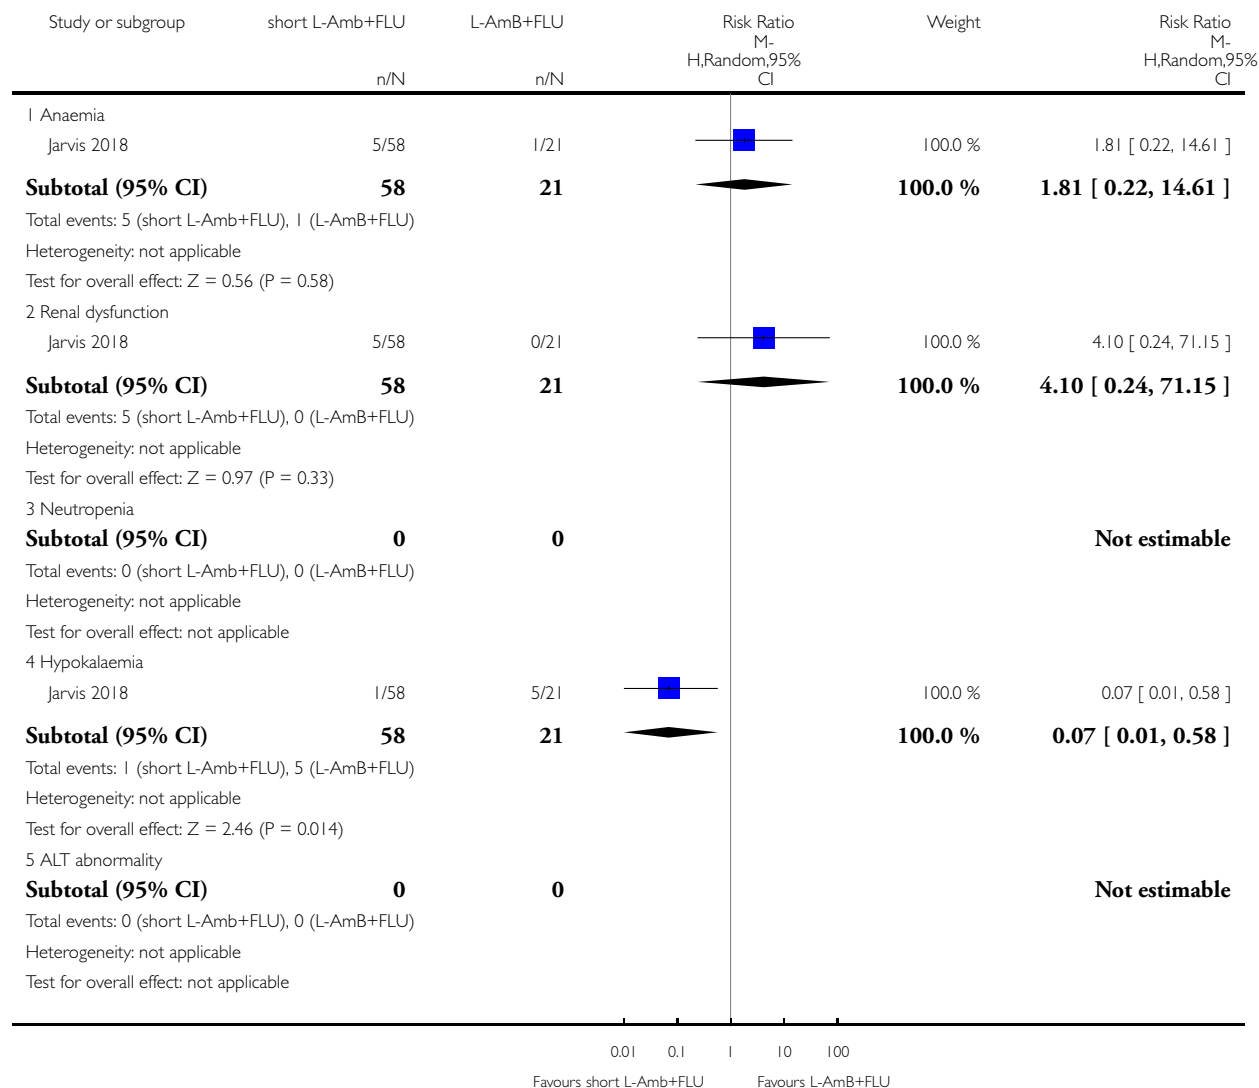 Study or subgroup short L-Amb+FLU L-AmB+FLU Risk Ratio Weight Risk Ratio
M- M-
H,Random,95% H,Random,95%
n/N n/N CI CI
1 Anaemia
Jarvis 2018 5/58 1/21 100.0 % 1.81 [ 0.22, 14.61 ]
Subtotal (95% CI) 58 21 100.0 % 1.81 [ 0.22, 14.61 ]
Total events: 5 (short L-Amb+FLU), 1 (L-AmB+FLU)
Heterogeneity: not applicable
Test for overall effect: Z = 0.56 (P = 0.58)
2 Renal dysfunction
Jarvis 2018 5/58 0/21 100.0 % 4.10 [ 0.24, 71.15 ]
Subtotal (95% CI) 58 21 100.0 % 4.10 [ 0.24, 71.15 ]
Total events: 5 (short L-Amb+FLU), 0 (L-AmB+FLU)
Heterogeneity: not applicable
Test for overall effect: Z = 0.97 (P = 0.33)
3 Neutropenia
Subtotal (95% CI) 0 0 Not estimable
Total events: 0 (short L-Amb+FLU), 0 (L-AmB+FLU)
Heterogeneity: not applicable
Test for overall effect: not applicable
4 Hypokalaemia
Jarvis 2018 1/58 5/21 100.0 % 0.07 [ 0.01, 0.58 ]
Subtotal (95% CI) 58 21 100.0 % 0.07 [ 0.01, 0.58 ]
Total events: 1 (short L-Amb+FLU), 5 (L-AmB+FLU)
Heterogeneity: not applicable
Test for overall effect: Z = 2.46 (P = 0.014)
5 ALT abnormality
Subtotal (95% CI) 0 0 Not estimable
Total events: 0 (short L-Amb+FLU), 0 (L-AmB+FLU)
Heterogeneity: not applicable
Test for overall effect: not applicable
0.01 0.1 1 10 100
Favours short L-Amb+FLU Favours L-AmB+FLU